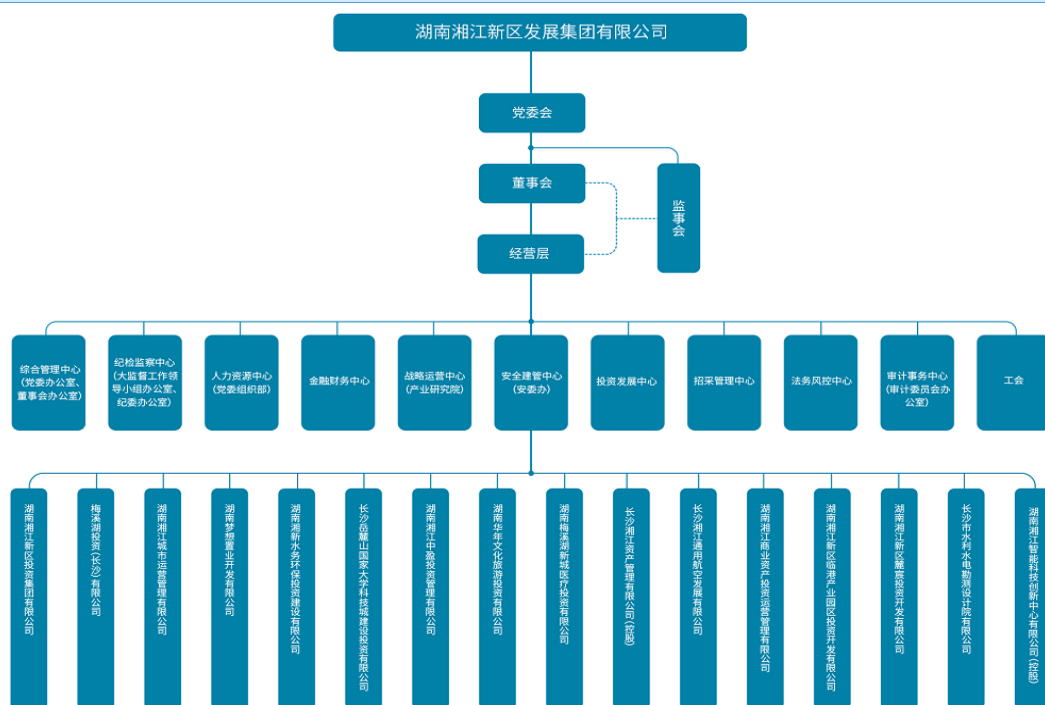 湖南湘江新区发展集团有限公司
党委会
董事会
监事会
经营层
综合管理中心
(党委办公室、
董事会办公室)
纪检监察中心
(大监督工作领
导小组办公室、
纪委办公室)
人力资源中心
(党委组织部)
金融财务中心
战略运营中心
(产业研究院)
安全建管中心
(安委办)
投资发展中心
招采管理中心
法务风控中心
审计事务中心
(审计委员会办
公室)
工会
湖南湘江新区投资集团有限公司
梅溪湖投资(长沙)有限公司
湖南湘江城市运营管理有限公司
湖南梦想置业开发有限公司
湖南新水务环保投资建设有限公司
长沙岳麓山国家大学科技城建设投资有限公司
湖南湘江中盈投资管理有限公司
湖南华年文化旅游投资有限公司
湖南梅溪湖新城医疗投资有限公司
长沙湘江资产管理有限公司(控股)
长沙湘江通用航空发展有限公司
湖南湘江商业资产投资运营管理有限公司
湖南湘江新区临港产业园区投资开发有限公司
湖南湘江新区麓宸投资开发有限公司
长沙市水利水电勘测设计院有限公司
湖南湘江智能科技创新中心有限公司(控股)